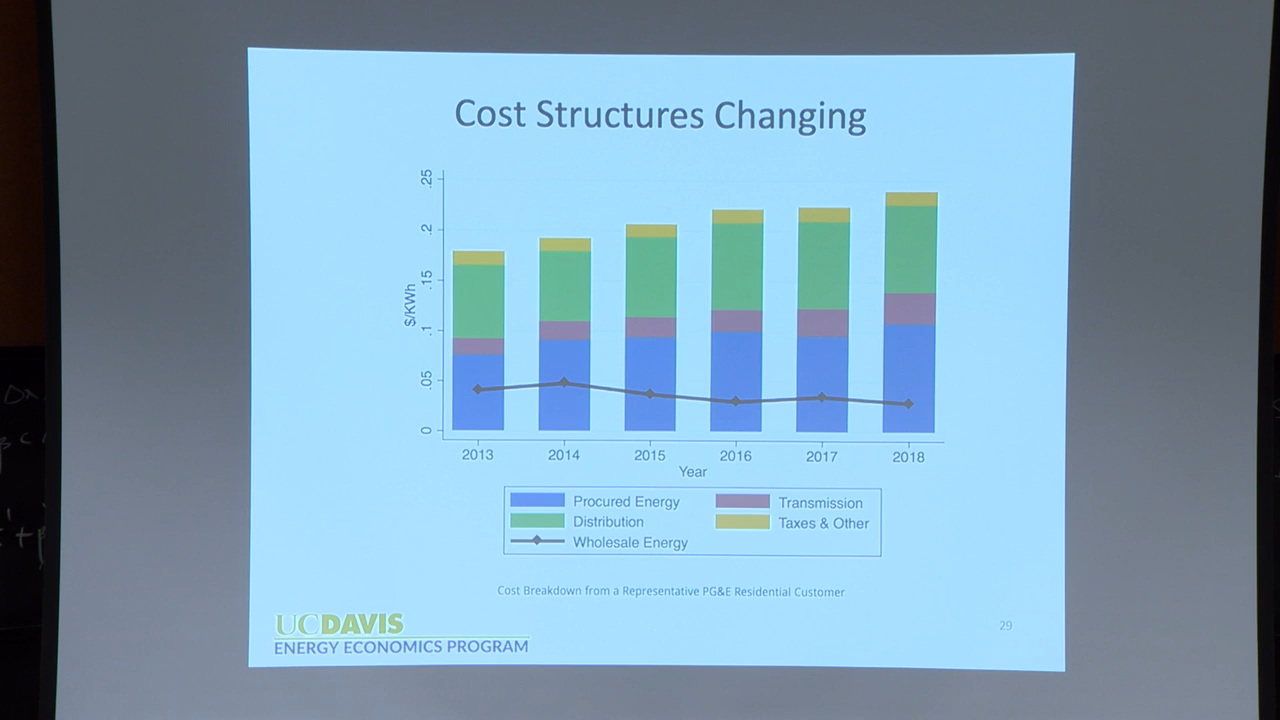 Cost Structures Changing
.25
.2
.15
.1
.05
0
$/KWh
2013 2014 2015 2016 2017 2018
Year
Procured Energy Transmission
Distribution Taxes & Other
Wholesale Energy
Cost Breakdown from a Representative PG&E Residential Customer
UCDAVIS
ENERGY ECONOMICS PROGRAM
29